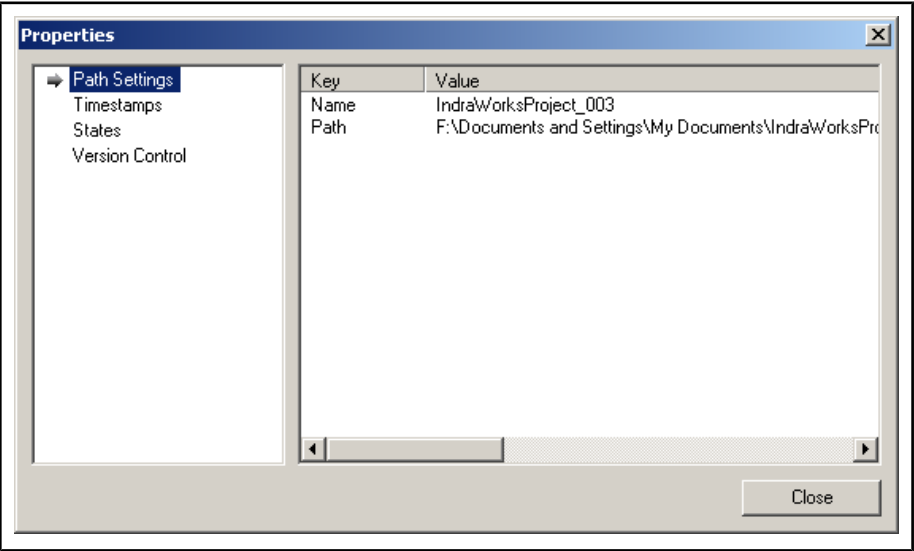 Properties
Path Settings
Timestamps
States
Version Control
Key Value
Name IndraWorksProject_003
Path F:\Documents and Settings\My Documents\IndraWorksPro
Close